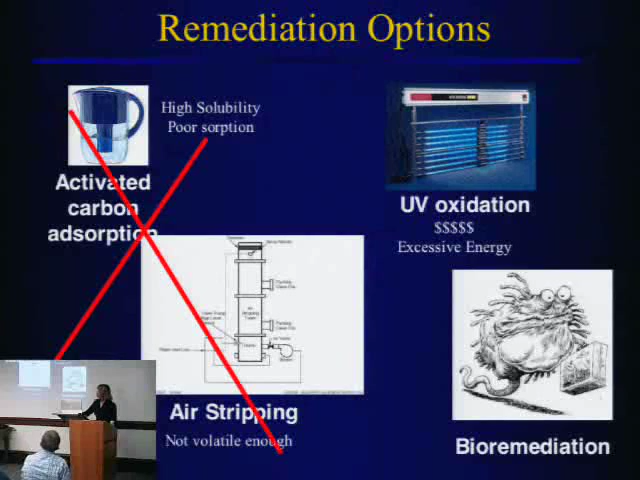 Remediation Options
High Solubility
Poor sorption
Activated
carbon
adsorption
UV oxidation
$$$$$
Excessive Energy
Air Stripping
Not volatile enough
Bioremediation